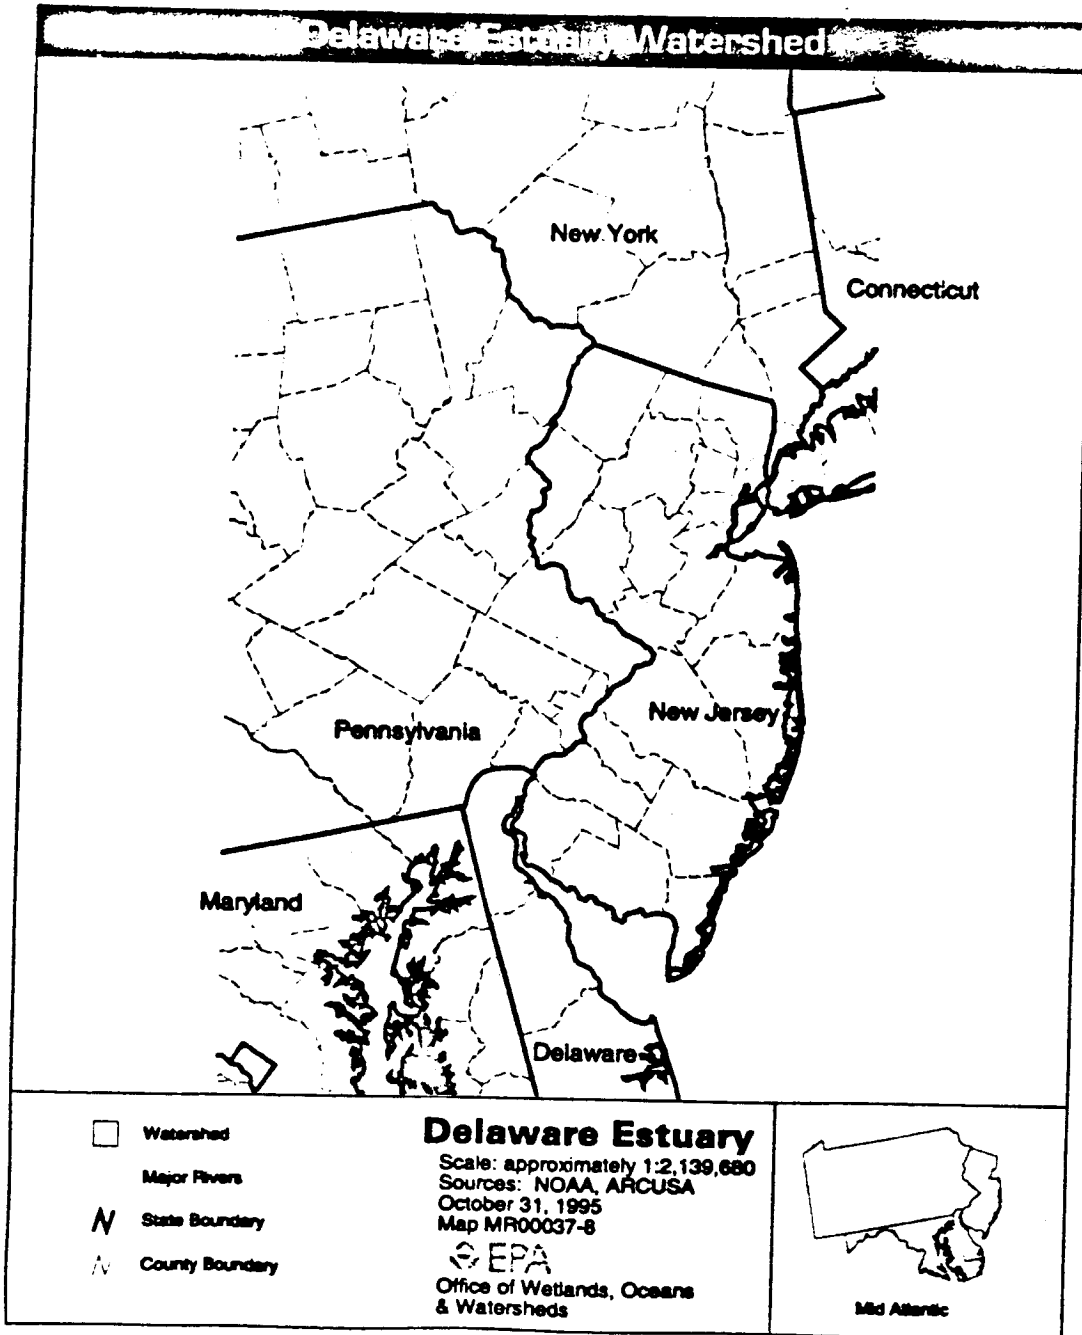 Delaware Estuary Watershed
New York
Connecticut
New Jersey
Pennsylvania
Maryland
Delaware
Watershed
Major Rivers
State Boundary
County Boundary
Delaware Estuary
Scale: approximately 1:2,139,680
Sources: NOAA, ARCUSA
October 31, 1995
Map MR00037-8
EPA
Office of Wetlands, Oceans
& Watersheds
Mid Atlantic